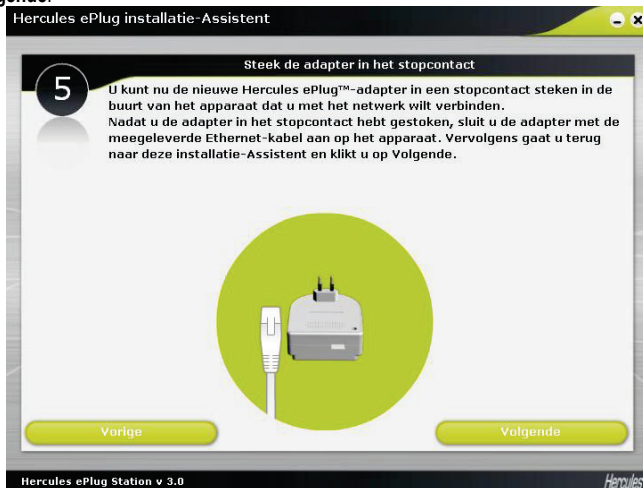 Hercules ePlug installatie-Assistent
Steek de adapter in het stopcontact
5
U kunt nu de nieuwe Hercules ePlug™-adapter in een stopcontact steken in de
buurt van het apparaat dat u met het netwerk wilt verbinden.
Nadat u de adapter in het stopcontact hebt gestoken, sluit u de adapter met de
meegeleverde Ethernet-kabel aan op het apparaat. Vervolgens gaat u terug
naar deze installatie-Assistent en klikt u op Volgende.
Vorige
Volgende
Hercules ePlug Station v 3.0
Hercules